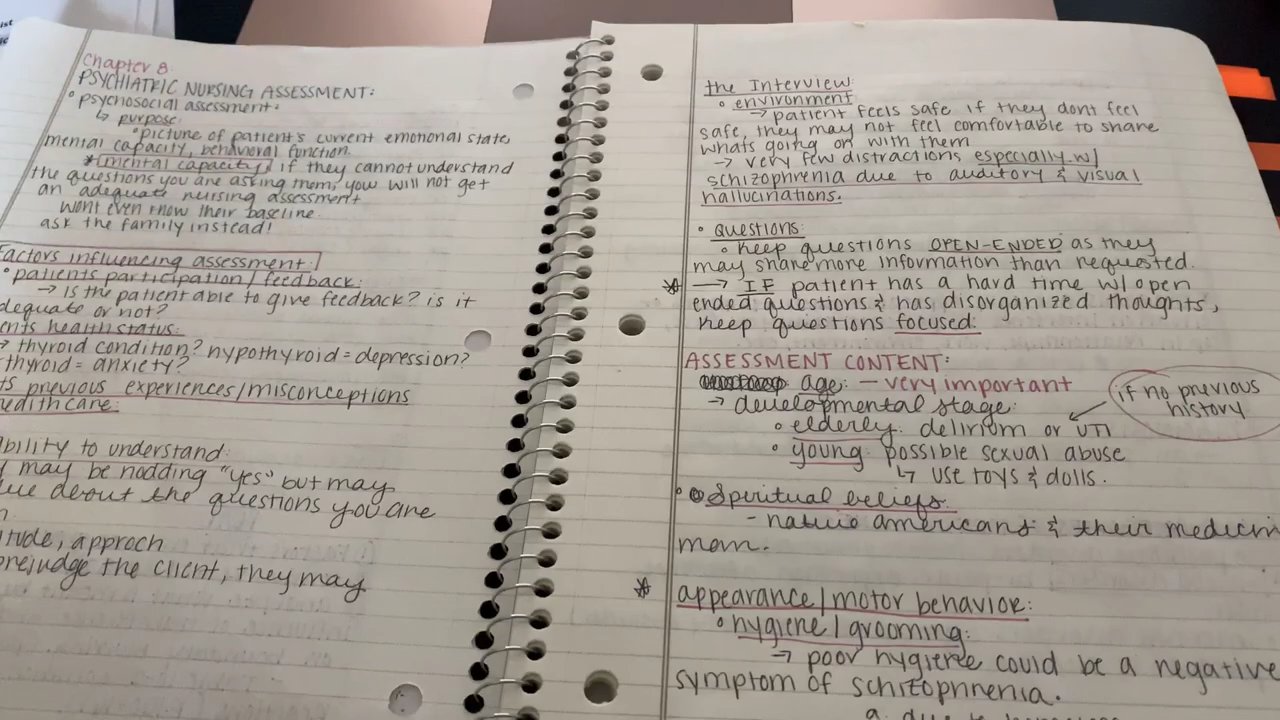 Chapter 8:
PSYCHIATRIC NURSING ASSESSMENT:
• psychosocial assessment:
↳ purpose:
• picture of patient's current emotional state,
mental capacity, behavioral function.
* mental capacity, if they cannot understand
the questions you are asking them, you will not get
an adequate nursing assessment
wont even know their baseline.
ask the family instead!
Factors influencing assessment:
• patients participation / feedback:
→ is the patient able to give feedback? is it
dequate or not?
ents health status:
→ thyroid condition? hypothyroid = depression?
thyroid = anxiety?
ts previous experiences / misconceptions
ealthcare:
bility to understand:
y may be nodding "yes" but may
the questions you are
itude, approch
prejudge the client, they may
the Interview
• environment
→ patient feels safe if they dont feel
safe, they may not feel comfortable to share
whats going on with them
→ very few distractions especially w/
schizophrenia due to auditory & visual
hallucinations.
• questions:
• keep questions OPEN-ENDED as they
may share more information than requested.
* → IF patient has a hard time w/ open
ended questions & has disorganized thoughts,
keep questions focused.
ASSESSMENT CONTENT:
age: — very important
→ developmental stage:
if no previous
history
• elderly: delirium or UTI
• young: possible sexual abuse
↳ use toys & dolls.
• Spiritual beliefs:
- native americans & their medicin
* appearance / motor behavior:
• hygiene / grooming:
→ poor hygiene could be a negative
symptom of schizophrenia.